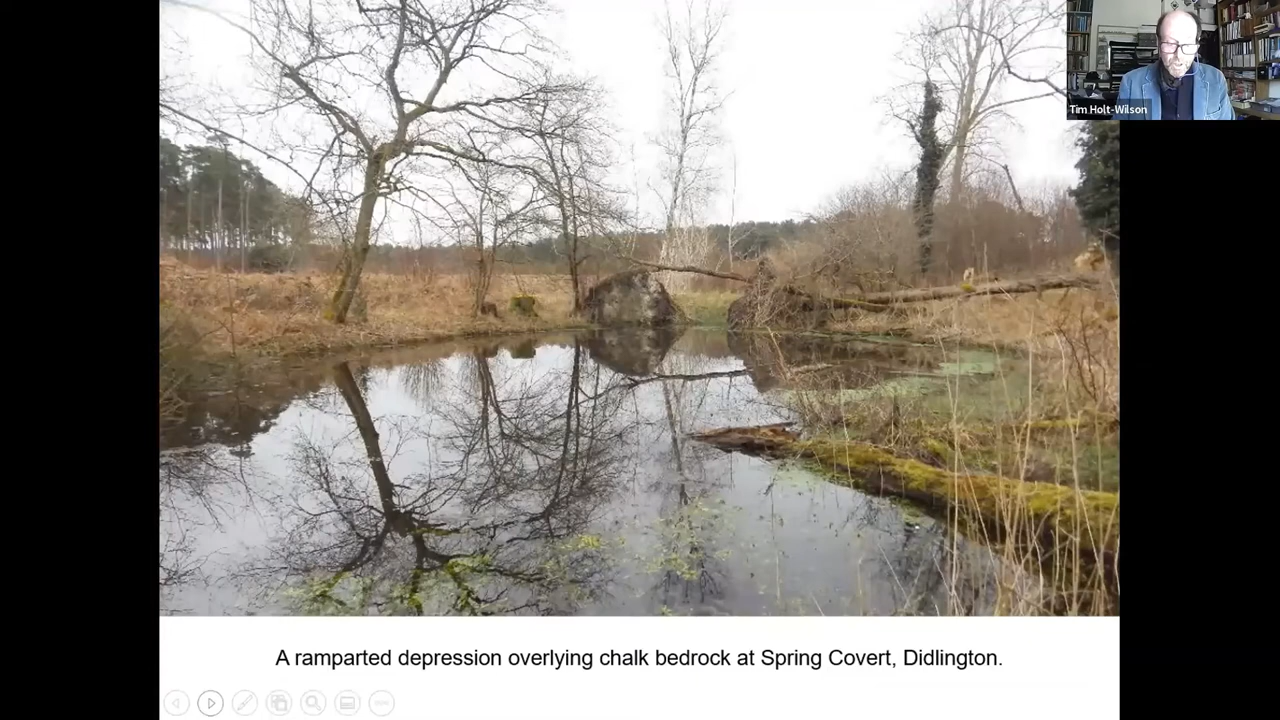 Tim Holt-Wilson
A ramparted depression overlying chalk bedrock at Spring Covert, Didlington.